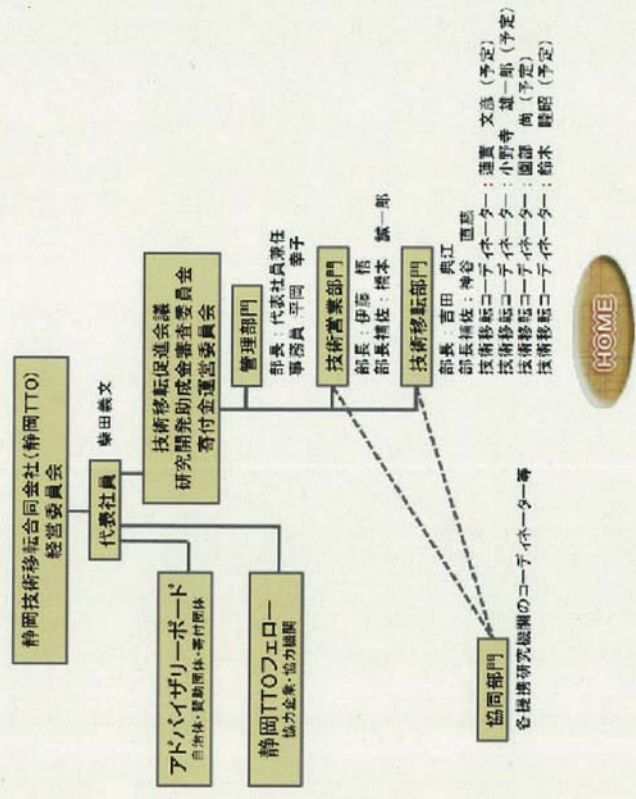 静岡技術移転合同会社(静岡TTO)
経営委員会
代表社員
柴田義文
アドバイザリーボード
自治体・賛助団体・寄付団体
静岡TTOフェロー
協力企業・協力機関
技術移転促進会議
研究開発助成金審査委員会
寄付金運営委員会
管理部門
部長：代表社員兼任
事務員 平岡 幸子
技術営業部門
部長：伊藤 悟
部長補佐：橋本 誠一郎
技術移転部門
部長：吉田 典江
部長補佐：神谷 直慈
技術移転コーディネーター：蓮實 文彦 (予定)
技術移転コーディネーター：小野寺 雄一郎 (予定)
技術移転コーディネーター：園部 尚 (予定)
技術移転コーディネーター：鈴木 睦昭 (予定)
協同部門
各提携研究機関のコーディネーター等
HOME